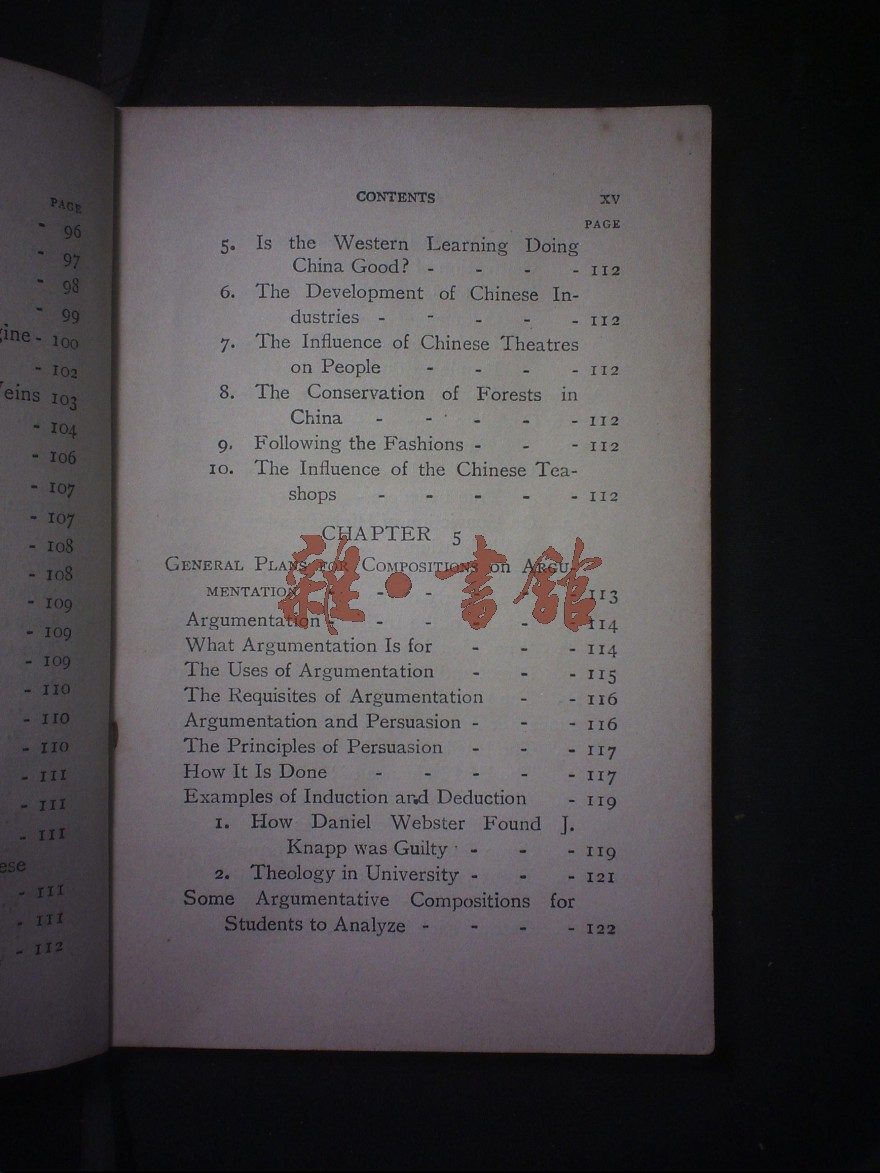 PAGE
- 96
- 97
- 98
- 99
gine - 100
- 102
Veins 103
- 104
- 106
- 107
- 107
- 108
- 108
- 109
- 109
- 109
- 110
- 110
- 110
- 111
- 111
- 111
ese
- 111
- 111
- 112
CONTENTS XV
PAGE
5. Is the Western Learning Doing
China Good? - - - - 112
6. The Development of Chinese In-
dustries - - - - - 112
7. The Influence of Chinese Theatres
on People - - - - 112
8. The Conservation of Forests in
China - - - - - 112
9. Following the Fashions - - - 112
10. The Influence of the Chinese Tea-
shops - - - - - 112
CHAPTER 5
GENERAL PLANS FOR COMPOSITIONS on ARGU-
MENTATION - - - - - - 113
Argumentation - - - - - - 114
What Argumentation Is for - - - 114
The Uses of Argumentation - - - 115
The Requisites of Argumentation - - 116
Argumentation and Persuasion - - - 116
The Principles of Persuasion - - - 117
How It Is Done - - - - - 117
Examples of Induction and Deduction - 119
1. How Daniel Webster Found J.
Knapp was Guilty - - - 119
2. Theology in University - - - 121
Some Argumentative Compositions for
Students to Analyze - - - - 122
雜·書館